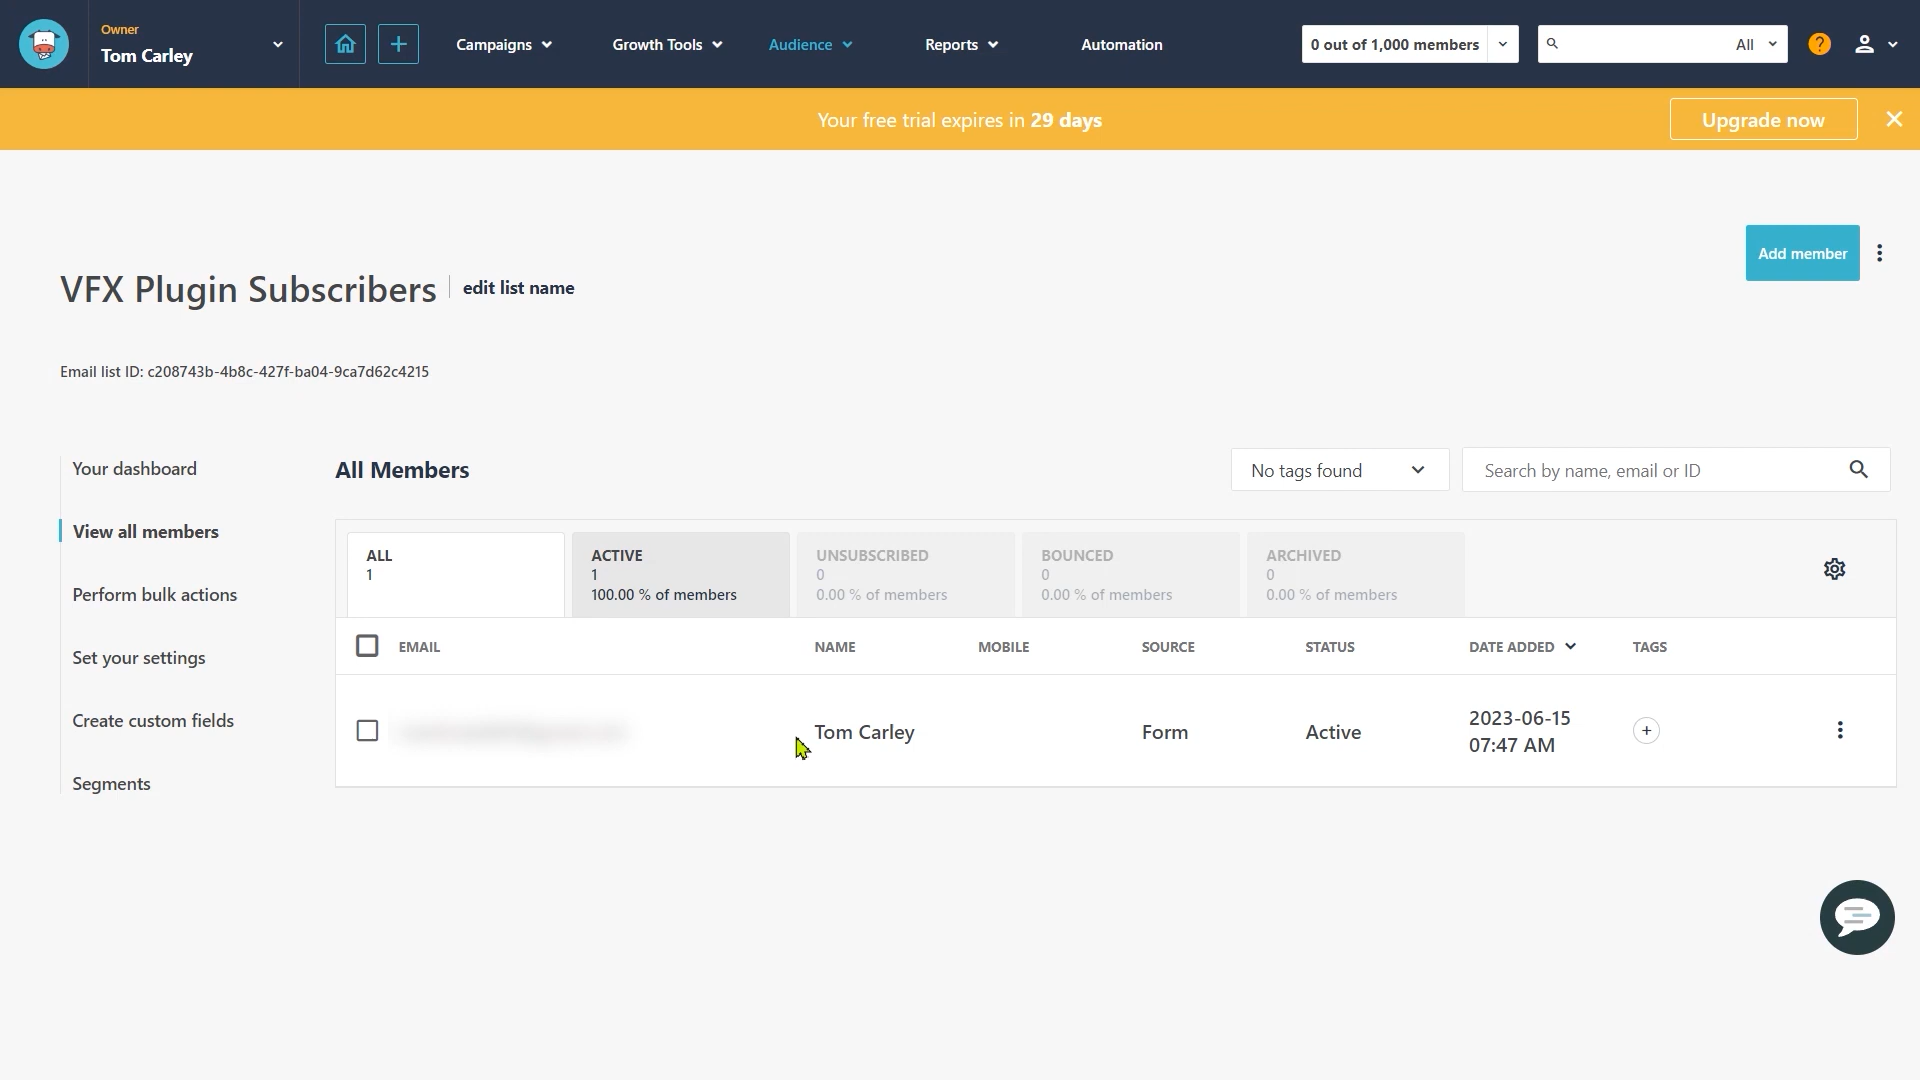 Owner
Tom Carley
Campaigns
Growth Tools
Audience
Reports
Automation
0 out of 1,000 members
All
?
Your free trial expires in 29 days
Upgrade now
Add member
VFX Plugin Subscribers
edit list name
Email list ID: c208743b-4b8c-427f-ba04-9ca7d62c4215
Your dashboard
View all members
Perform bulk actions
Set your settings
Create custom fields
Segments
All Members
No tags found
Search by name, email or ID
ALL
1
ACTIVE
1
100.00 % of members
UNSUBSCRIBED
0
0.00 % of members
BOUNCED
0
0.00 % of members
ARCHIVED
0
0.00 % of members
EMAIL
NAME
MOBILE
SOURCE
STATUS
DATE ADDED
TAGS
Tom Carley
Form
Active
2023-06-15
07:47 AM